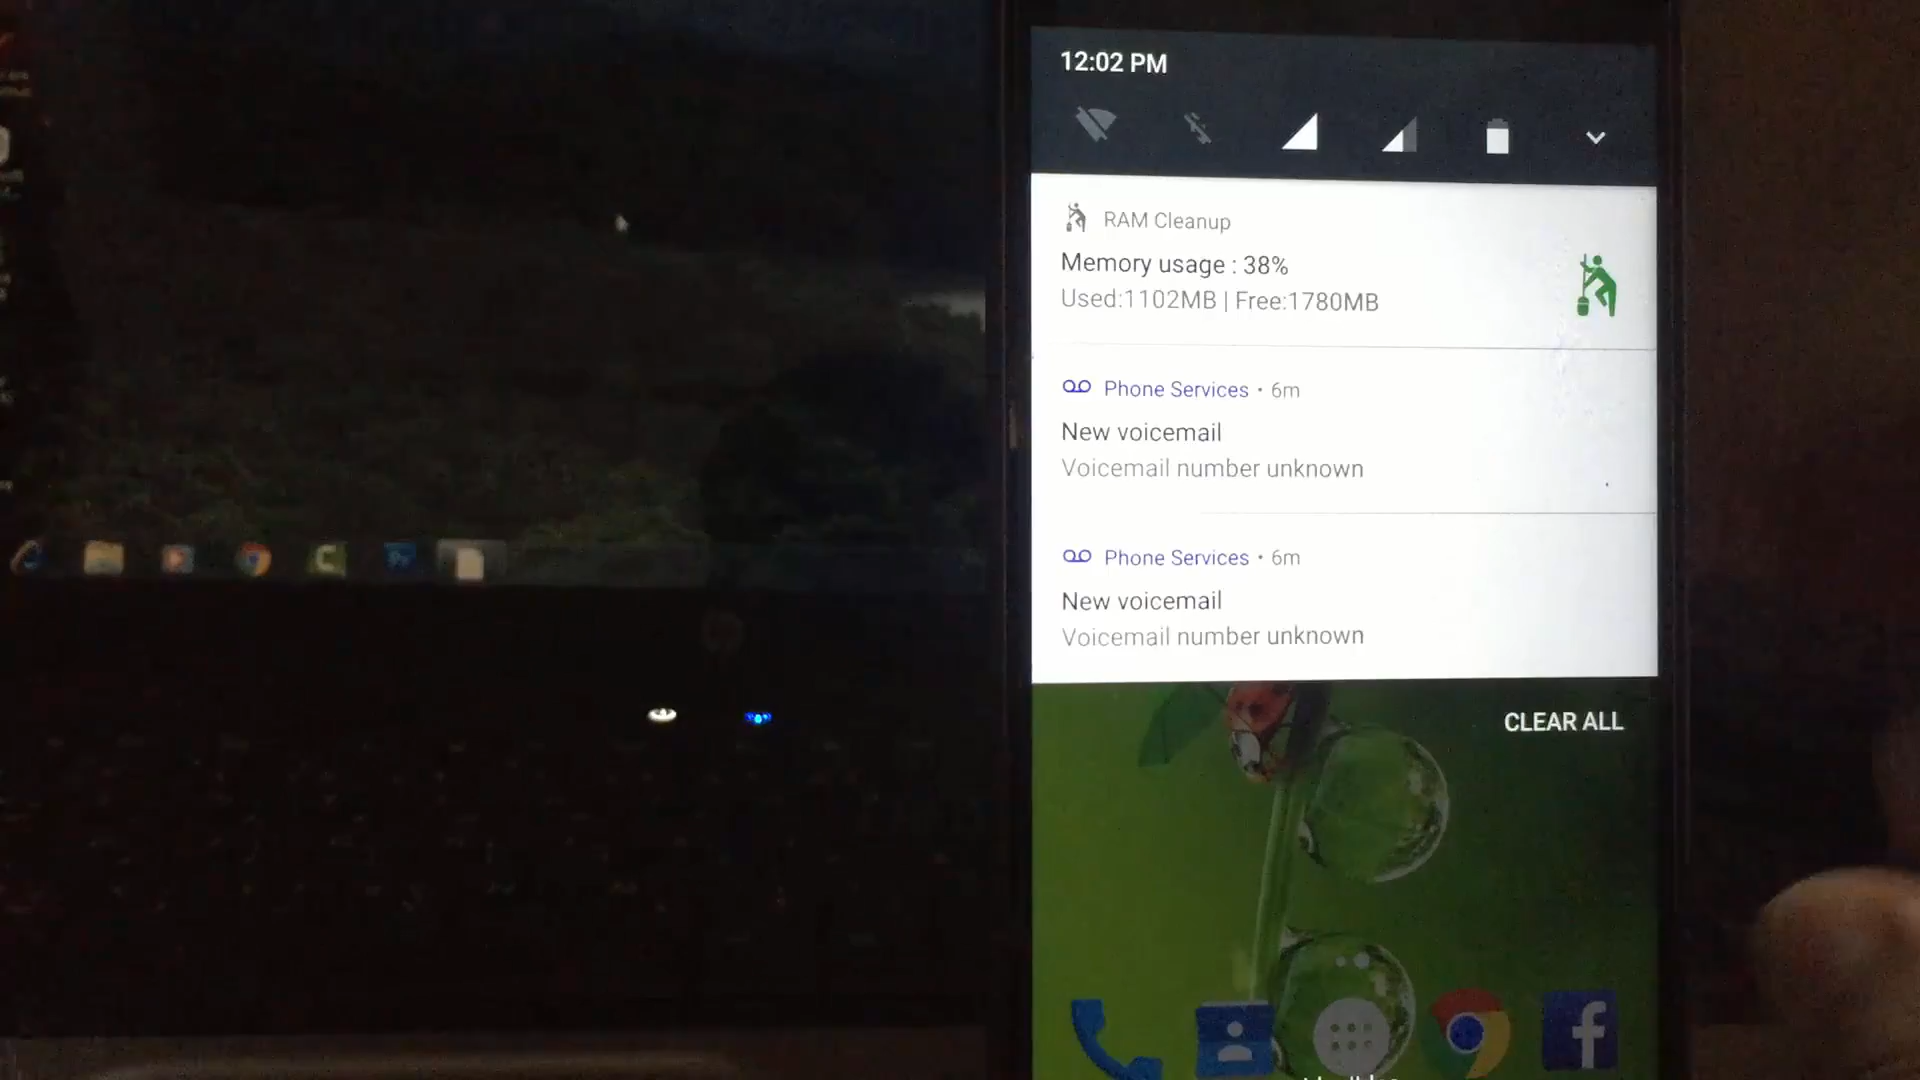 12:02 PM
RAM Cleanup
Memory usage : 38%
Used:1102MB | Free:1780MB
Phone Services • 6m
New voicemail
Voicemail number unknown
Phone Services • 6m
New voicemail
Voicemail number unknown
CLEAR ALL